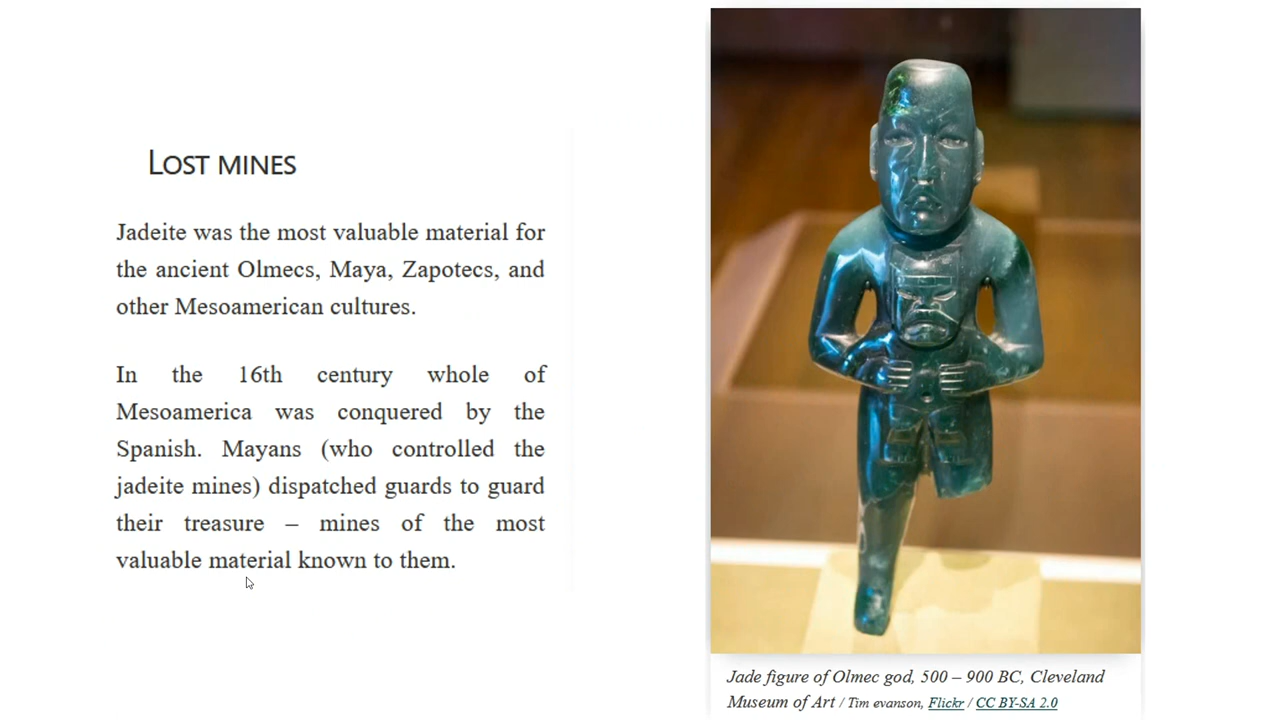 Lost mines
Jadeite was the most valuable material for
the ancient Olmecs, Maya, Zapotecs, and
other Mesoamerican cultures.
In the 16th century whole of
Mesoamerica was conquered by the
Spanish. Mayans (who controlled the
jadeite mines) dispatched guards to guard
their treasure – mines of the most
valuable material known to them.
Jade figure of Olmec god, 500 – 900 BC, Cleveland
Museum of Art / Tim evanson, Flickr / CC BY-SA 2.0